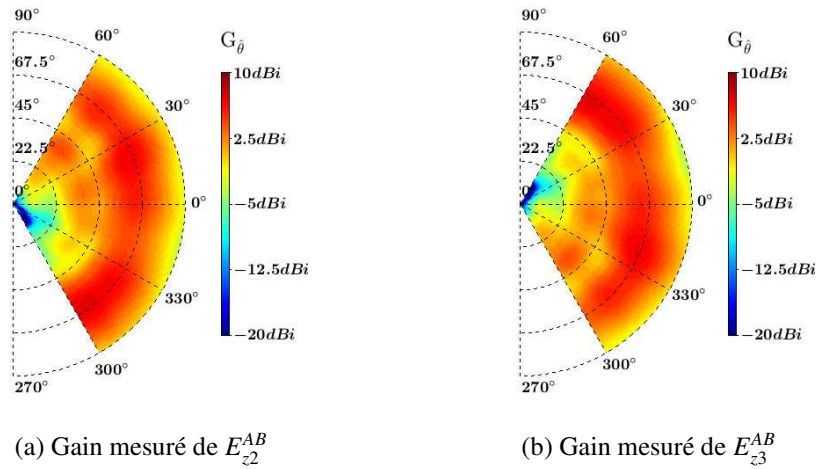 90°
67.5°
45°
22.5°
0°
60°
30°
0°
330°
300°
270°
G_θ̂
10dBi
2.5dBi
−5dBi
−12.5dBi
−20dBi
(a) Gain mesuré de E_{z2}^{AB}
90°
67.5°
45°
22.5°
0°
60°
30°
0°
330°
300°
270°
G_θ̂
10dBi
2.5dBi
−5dBi
−12.5dBi
−20dBi
(b) Gain mesuré de E_{z3}^{AB}